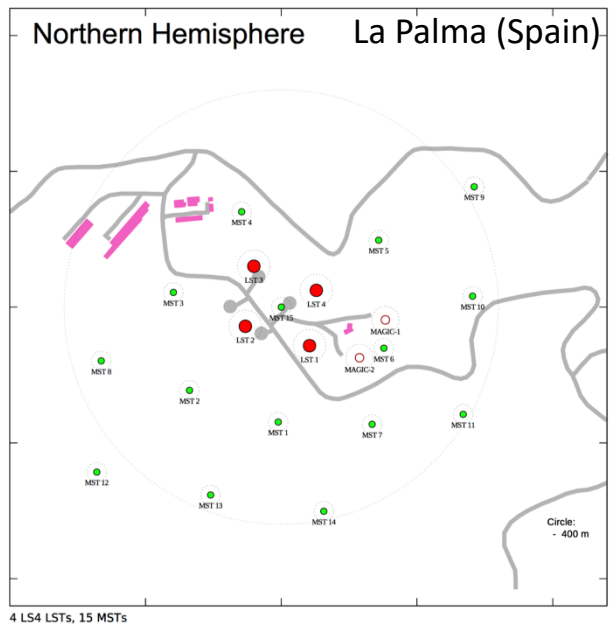 Northern Hemisphere
La Palma (Spain)
MST 9
MST 4
MST 5
LST 3
LST 4
MST 3
MST 15
MST 10
MAGIC-1
LST 2
LST 1
MST 6
MAGIC-2
MST 8
MST 2
MST 1
MST 7
MST 11
MST 12
MST 13
MST 14
Circle:
- 400 m
4 LS4 LSTs, 15 MSTs